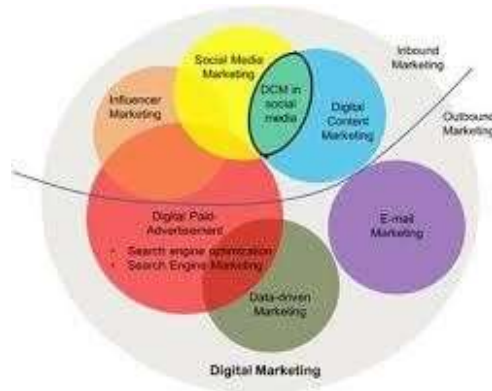 Social Media
Marketing
Inbound
Marketing
DCM in
social
media
Influencer
Marketing
Digital
Content
Marketing
Outbound
Marketing
Digital Paid-
Advertisement
• Search engine optimization
• Search Engine Marketing
E-mail
Marketing
Data-driven
Marketing
Digital Marketing